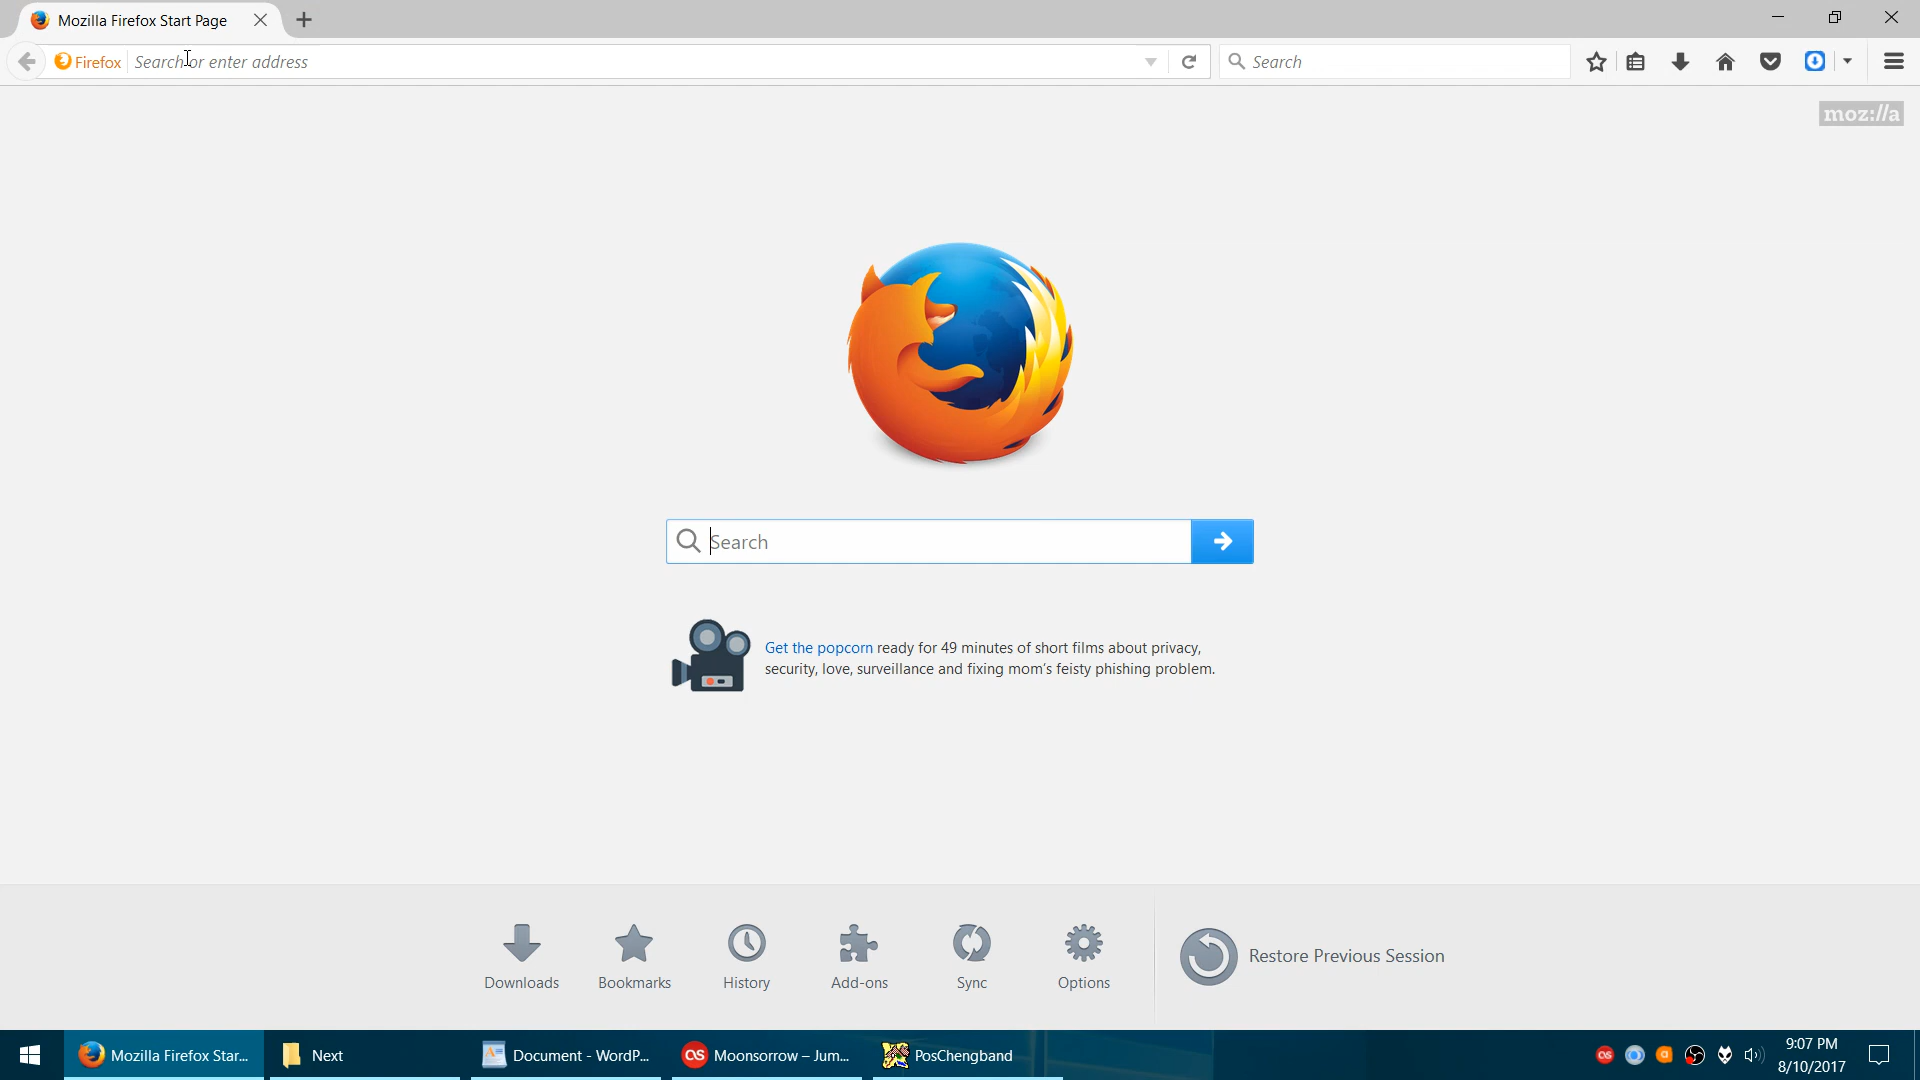 Mozilla Firefox Start Page
Firefox Search or enter address
Search
moz://a
Search
Get the popcorn ready for 49 minutes of short films about privacy,
security, love, surveillance and fixing mom's feisty phishing problem.
Downloads
Bookmarks
History
Add-ons
Sync
Options
Restore Previous Session
Mozilla Firefox Star...
Next
Document - WordP...
Moonsorrow – Jum...
PosChengband
9:07 PM
8/10/2017